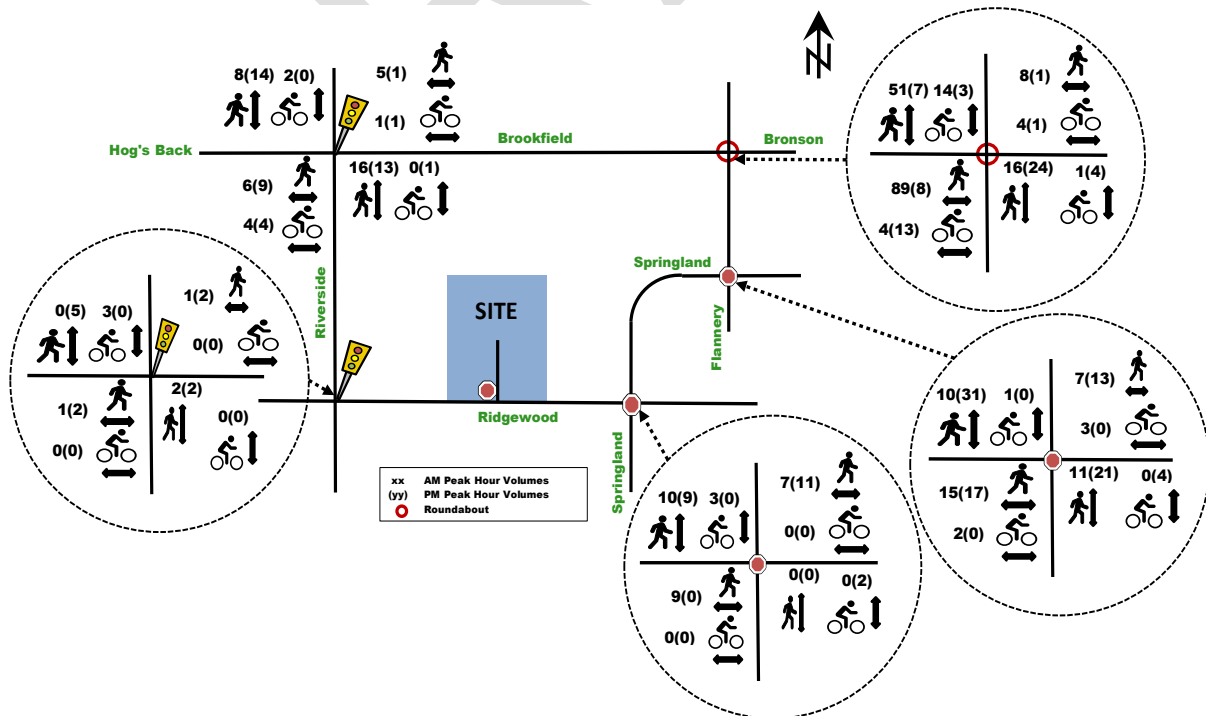 8(14) 2(0)
5(1)
1(1)
Hog's Back
Brookfield
Bronson
6(9)
4(4)
16(13) 0(1)
51(7) 14(3)
8(1)
4(1)
89(8)
4(13)
16(24)
1(4)
Riverside
SITE
Springland
Flannery
Ridgewood
Springland
0(5) 3(0)
1(2)
0(0)
1(2)
0(0)
2(2)
0(0)
xx AM Peak Hour Volumes
(yy) PM Peak Hour Volumes
Roundabout
10(9) 3(0)
7(11)
0(0)
9(0)
0(0)
0(0)
0(2)
10(31) 1(0)
7(13)
3(0)
15(17)
2(0)
11(21)
0(4)